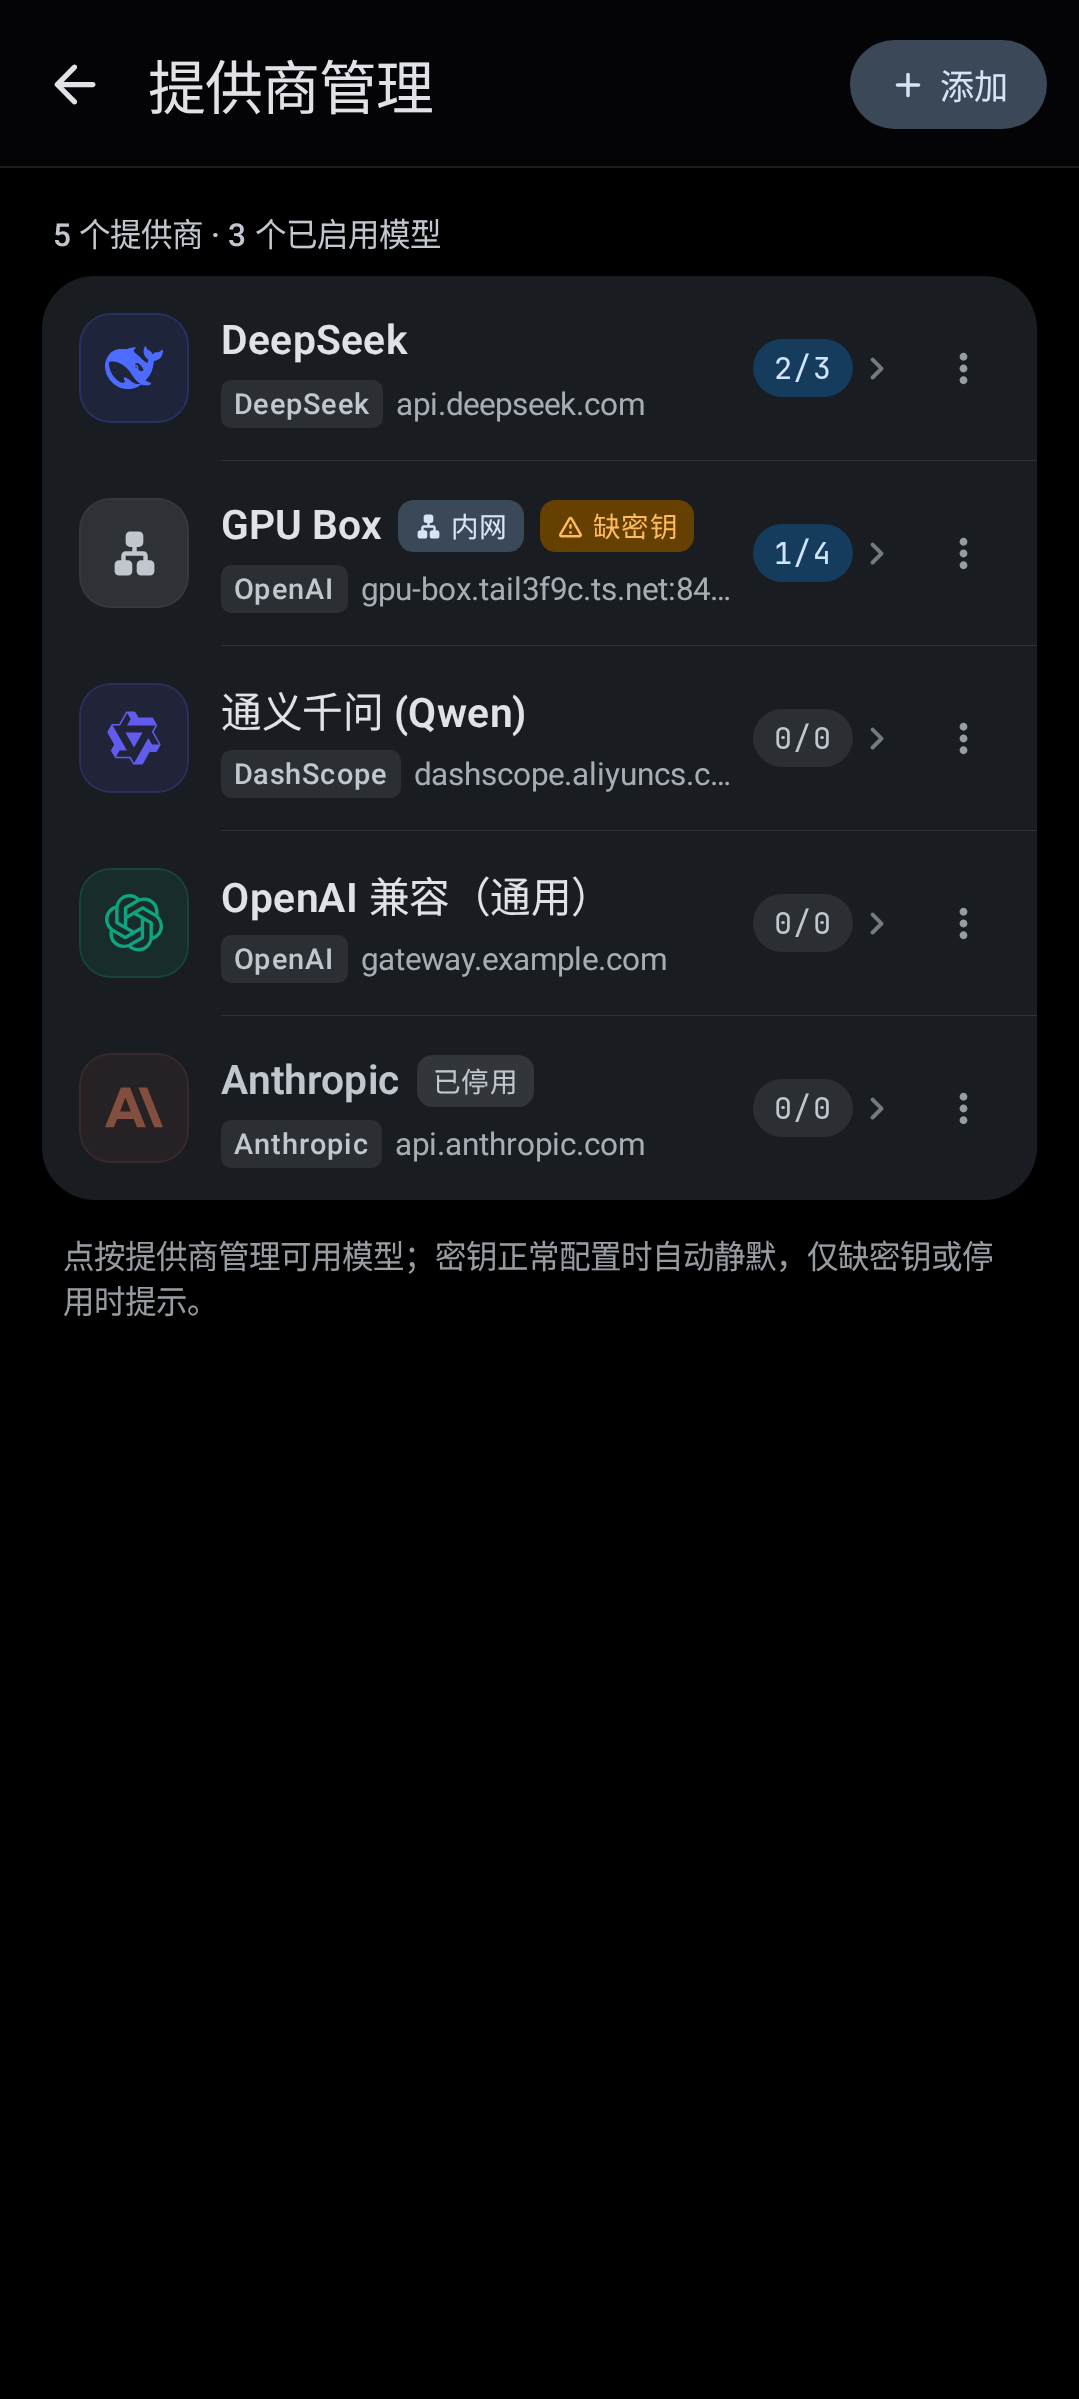 提供商管理
添加
5 个提供商 · 3 个已启用模型
DeepSeek
DeepSeek api.deepseek.com
2/3
GPU Box 内网 缺密钥
OpenAI gpu-box.tail3f9c.ts.net:84...
1/4
通义千问 (Qwen)
DashScope dashscope.aliyuncs.c...
0/0
OpenAI 兼容（通用）
OpenAI gateway.example.com
0/0
Anthropic 已停用
Anthropic api.anthropic.com
0/0
点按提供商管理可用模型；密钥正常配置时自动静默，仅缺密钥或停
用时提示。